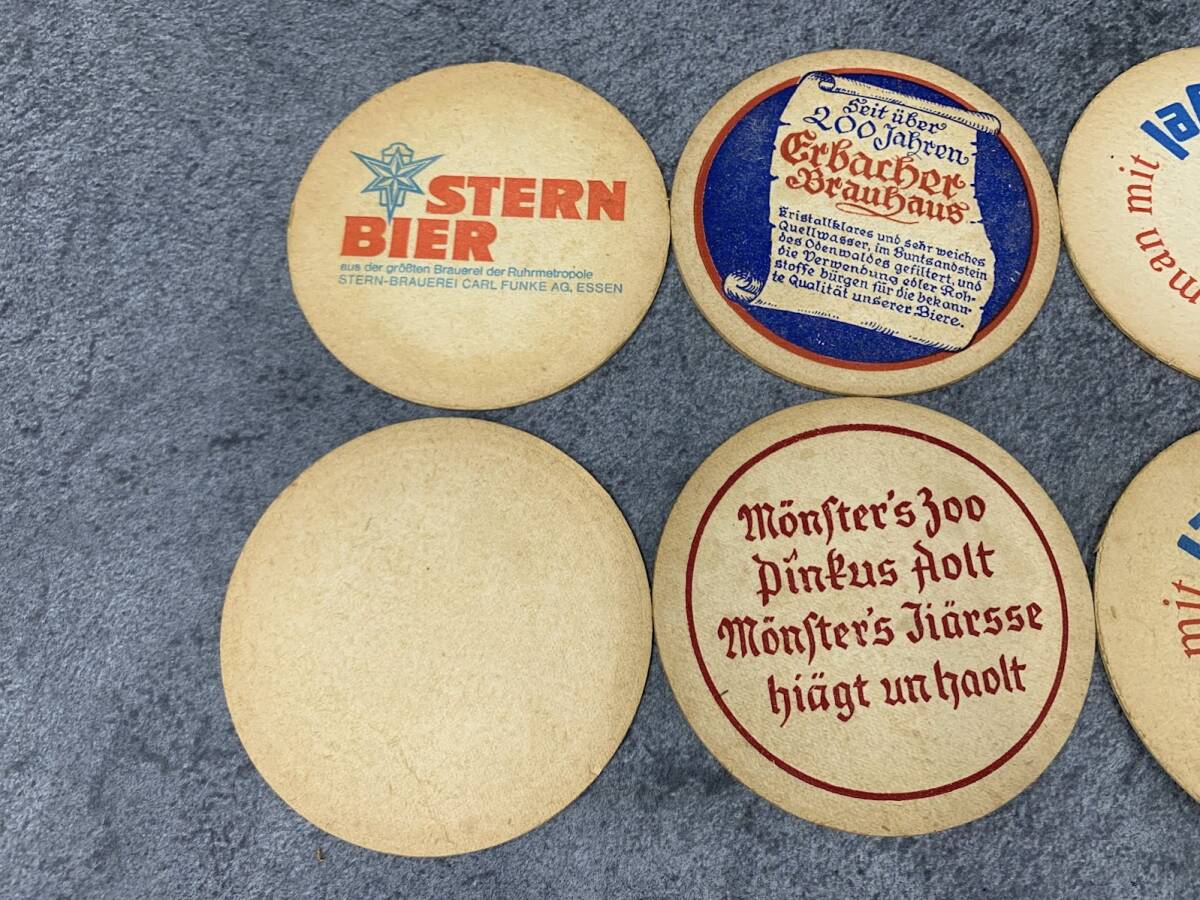 STERN
BIER
aus der größten Brauerei der Ruhrmetropole
STERN-BRAUEREI CARL FUNKE AG, ESSEN
Seit über
200 Jahren
Erbacher
Brauhaus
Kristallklares und sehr weiches
Quellwasser, im Buntsandstein
des Odenwaldes gefiltert, und
die Verwendung edler Roh-
stoffe bürgen für die bekann-
te Qualität unserer Biere.
man mit
Mönster's Zoo
Pinkus Aolt
Mönster's Jiärsse
hiägt un haolt
mit